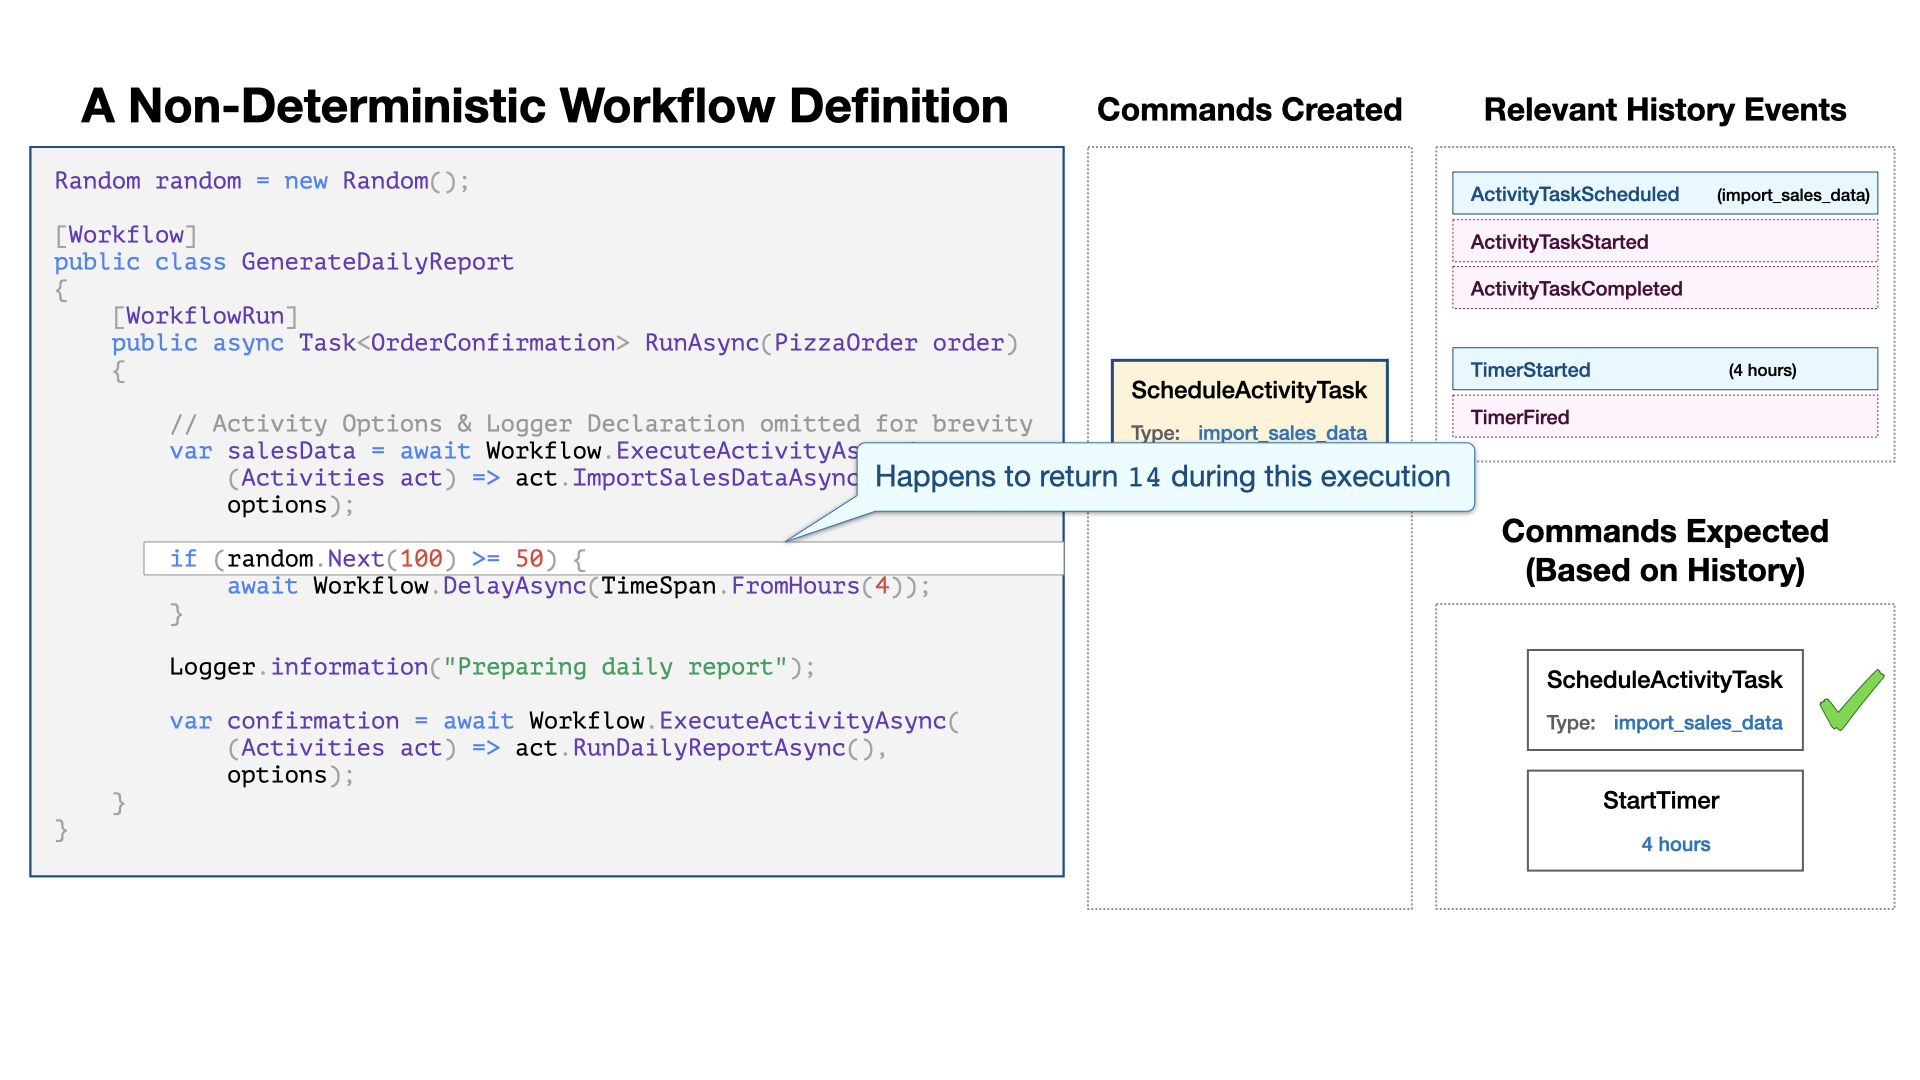 A Non-Deterministic Workflow Definition
Random random = new Random();
[Workflow]
public class GenerateDailyReport
{
[WorkflowRun]
public async Task<OrderConfirmation> RunAsync(PizzaOrder order)
{
// Activity Options & Logger Declaration omitted for brevity
var salesData = await Workflow.ExecuteActivityAs
(Activities act) => act.ImportSalesDataAsync
options);
Happens to return 14 during this execution
if (random.Next(100) >= 50) {
await Workflow.DelayAsync(TimeSpan.FromHours(4));
}
Logger.information("Preparing daily report");
var confirmation = await Workflow.ExecuteActivityAsync(
(Activities act) => act.RunDailyReportAsync(),
options);
}
}
Commands Created
ScheduleActivityTask
Type: import_sales_data
Relevant History Events
ActivityTaskScheduled (import_sales_data)
ActivityTaskStarted
ActivityTaskCompleted
TimerStarted (4 hours)
TimerFired
Commands Expected
(Based on History)
ScheduleActivityTask
Type: import_sales_data
StartTimer
4 hours